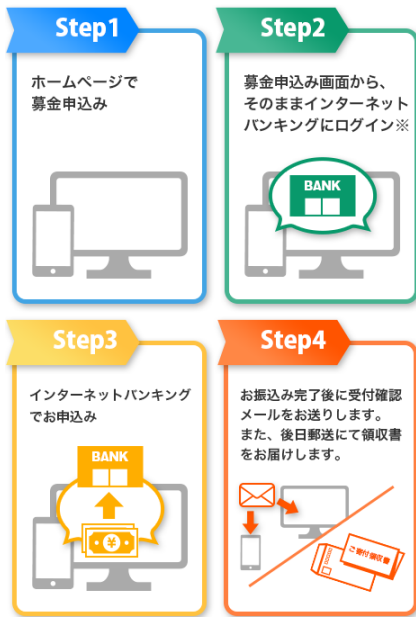 Step1
ホームページで
募金申込み
Step2
募金申込み画面から、
そのままインターネット
バンキングにログイン※
BANK
Step3
インターネットバンキング
でお申込み
BANK
¥
Step4
お振込み完了後に受付確認
メールをお送りします。
また、後日郵送にて領収書
をお届けします。